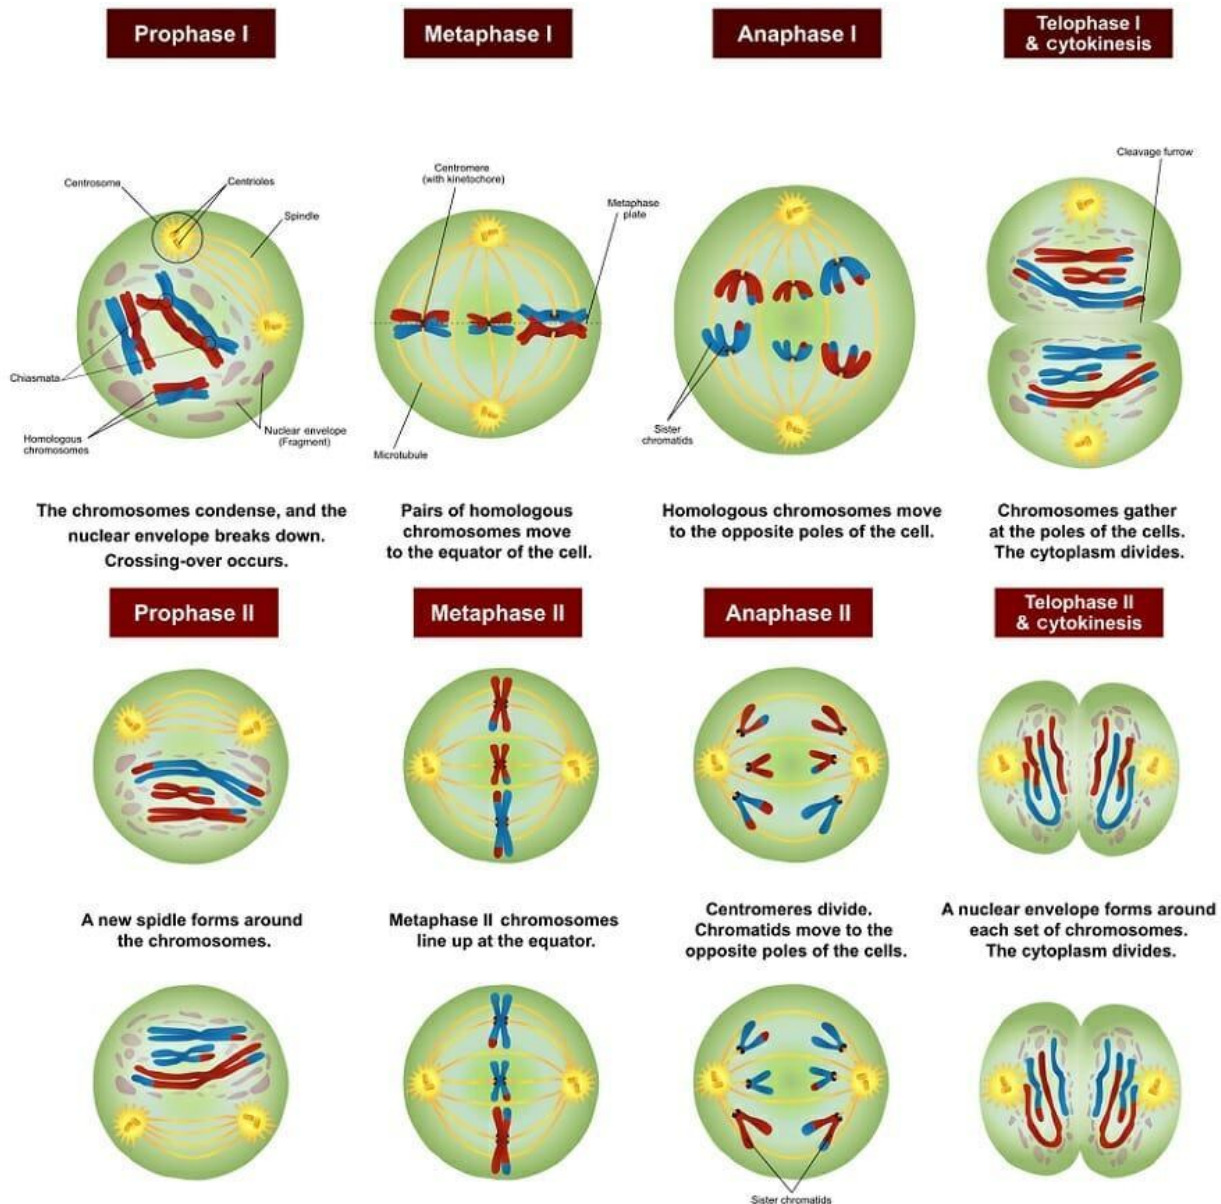 Prophase I
Metaphase I
Anaphase I
Telophase I
& cytokinesis
Centrosome
Centrioles
Spindle
Chiasmata
Homologous
chromosomes
Nuclear envelope
(Fragment)
Centromere
(with kinetochore)
Metaphase
plate
Microtubule
Sister
chromatids
Cleavage furrow
The chromosomes condense, and the
nuclear envelope breaks down.
Crossing-over occurs.
Pairs of homologous
chromosomes move
to the equator of the cell.
Homologous chromosomes move
to the opposite poles of the cell.
Chromosomes gather
at the poles of the cells.
The cytoplasm divides.
Prophase II
Metaphase II
Anaphase II
Telophase II
& cytokinesis
A new spidle forms around
the chromosomes.
Metaphase II chromosomes
line up at the equator.
Centromeres divide.
Chromatids move to the
opposite poles of the cells.
A nuclear envelope forms around
each set of chromosomes.
The cytoplasm divides.
Sister chromatids